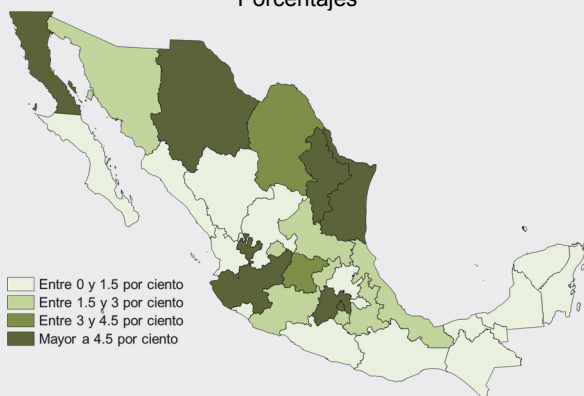 Porcentajes
Entre 0 y 1.5 por ciento
Entre 1.5 y 3 por ciento
Entre 3 y 4.5 por ciento
Mayor a 4.5 por ciento